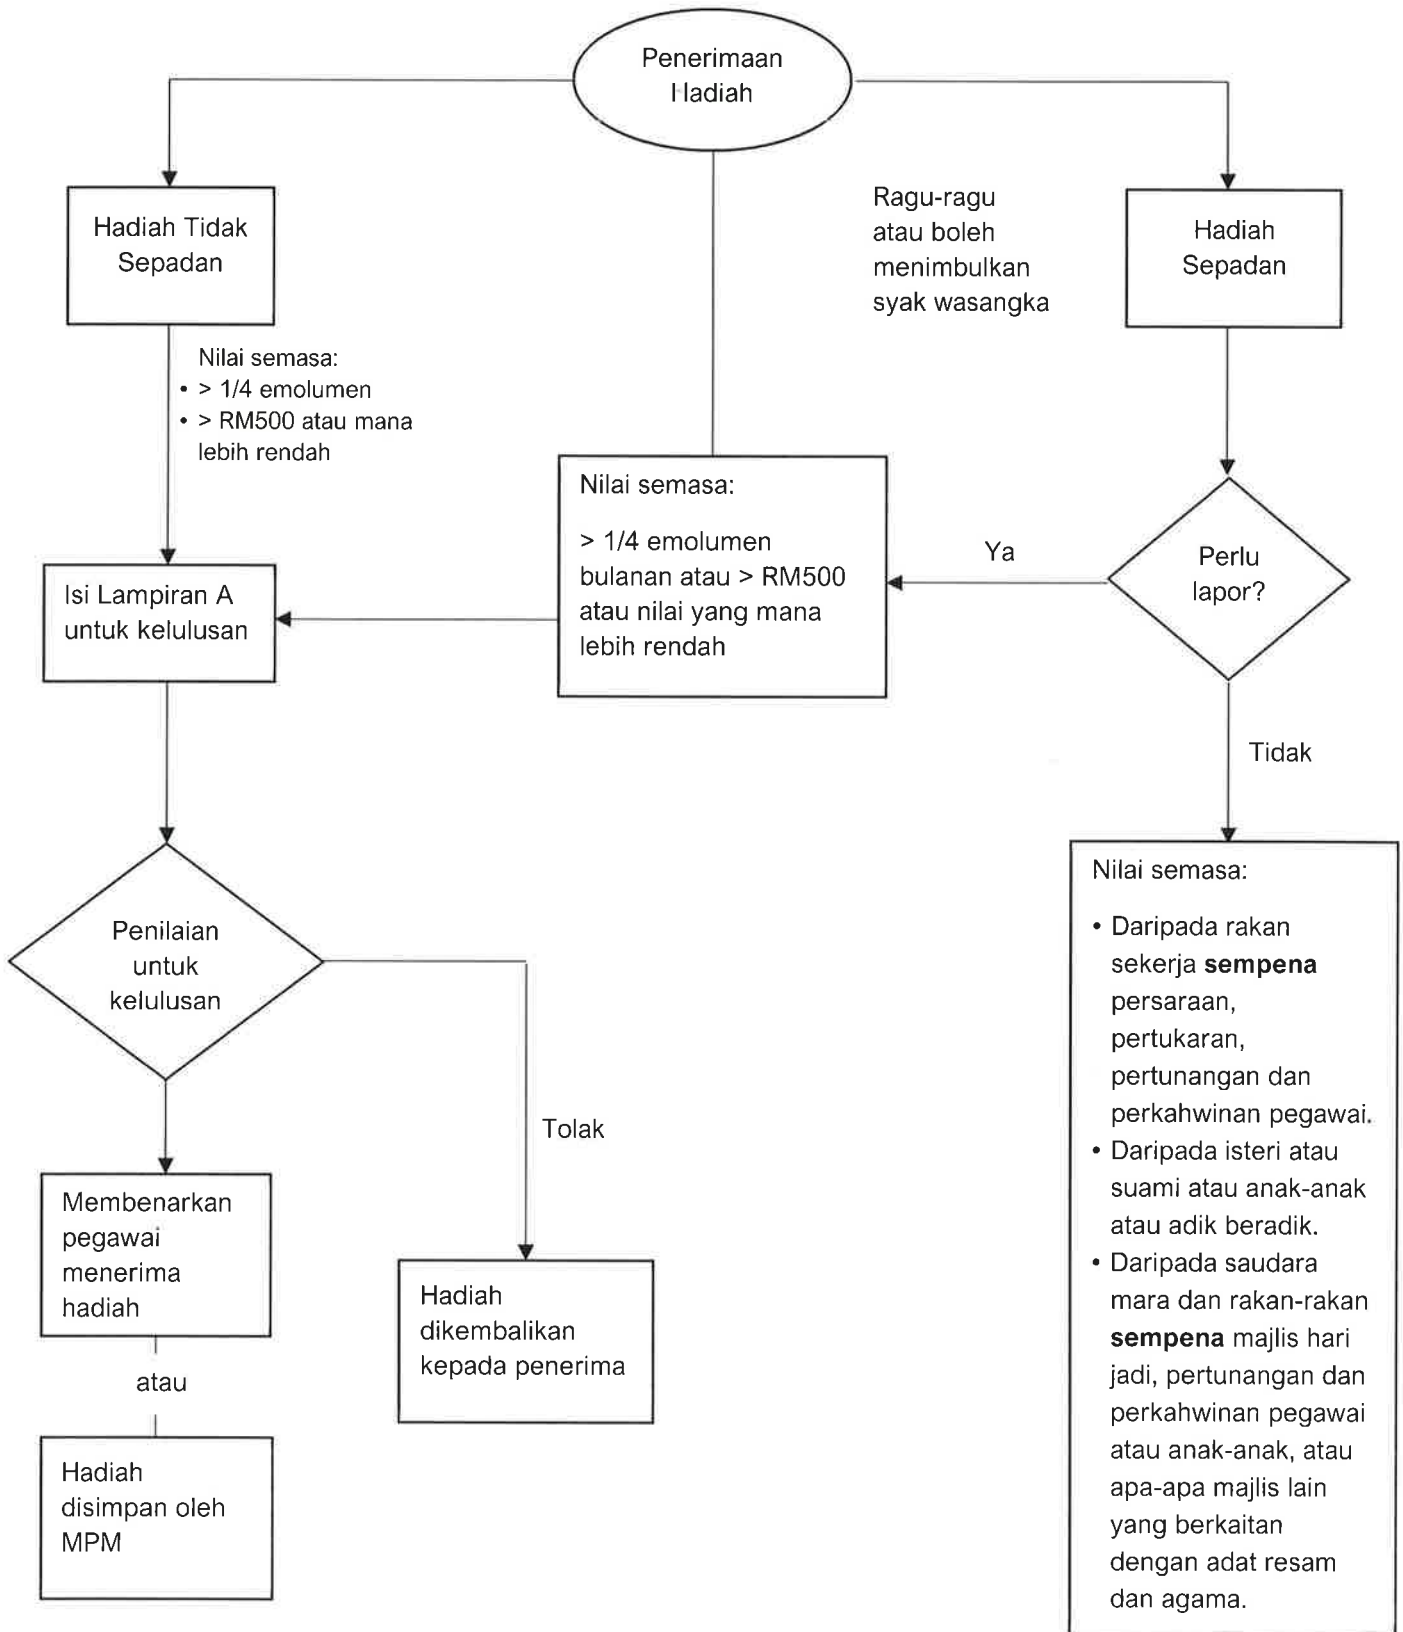 Penerimaan
Hadiah
Hadiah Tidak
Sepadan
Ragu-ragu
atau boleh
menimbulkan
syak wasangka
Hadiah
Sepadan
Nilai semasa:
• > 1/4 emolumen
• > RM500 atau mana
lebih rendah
Nilai semasa:
> 1/4 emolumen
bulanan atau > RM500
atau nilai yang mana
lebih rendah
Ya
Perlu
lapor?
Isi Lampiran A
untuk kelulusan
Tidak
Penilaian
untuk
kelulusan
Tolak
Membenarkan
pegawai
menerima
hadiah
atau
Hadiah
disimpan oleh
MPM
Hadiah
dikembalikan
kepada penerima
Nilai semasa:
• Daripada rakan
sekerja sempena
persaraan,
pertukaran,
pertunangan dan
perkahwinan pegawai.
• Daripada isteri atau
suami atau anak-anak
atau adik beradik.
• Daripada saudara
mara dan rakan-rakan
sempena majlis hari
jadi, pertunangan dan
perkahwinan pegawai
atau anak-anak, atau
apa-apa majlis lain
yang berkaitan
dengan adat resam
dan agama.